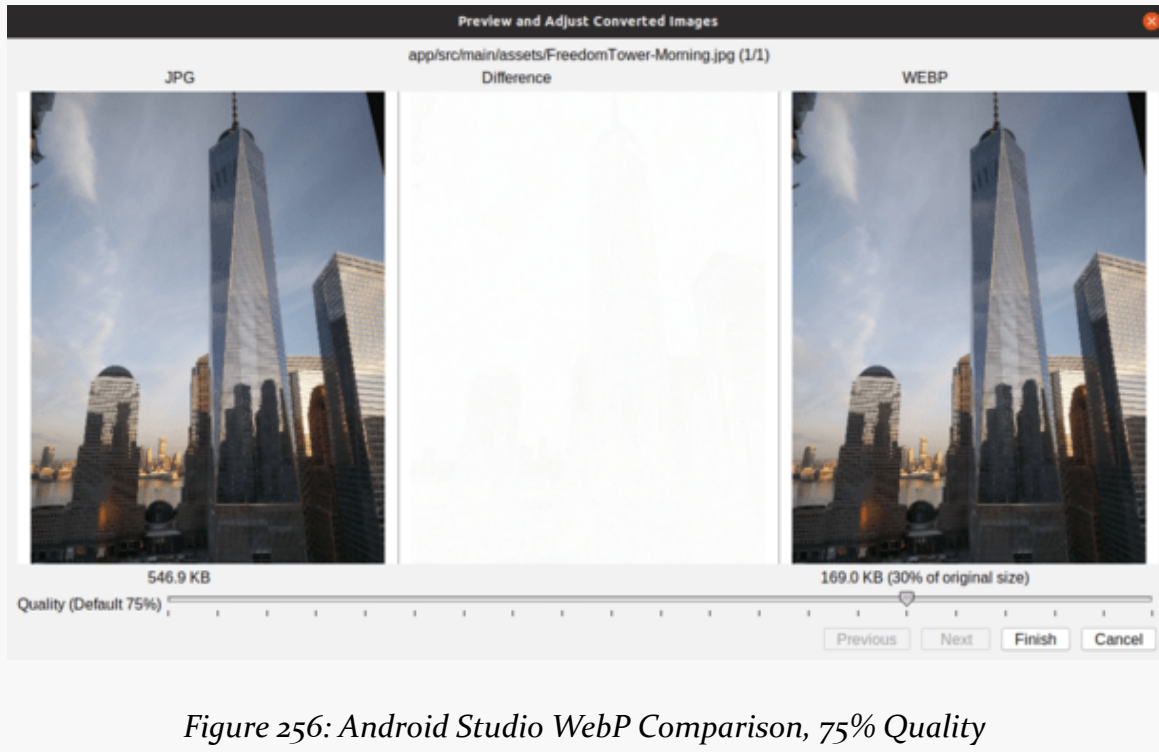 Preview and Adjust Converted Images
app/src/main/assets/FreedomTower-Morning.jpg (1/1)
JPG Difference WEBP
546.9 KB 169.0 KB (30% of original size)
Quality (Default 75%)
Previous Next Finish Cancel
Figure 256: Android Studio WebP Comparison, 75% Quality